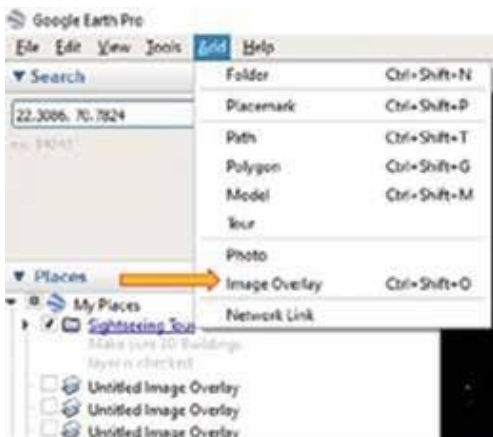 Google Earth Pro
File Edit View Tools Add Help
Search
22.3086, 70.7824
Folder Ctrl+Shift+N
Placemark Ctrl+Shift+P
Path Ctrl+Shift+T
Polygon Ctrl+Shift+G
Model Ctrl+Shift+M
Tour
Photo
Image Overlay Ctrl+Shift+O
Network Link
Places
My Places
Sightseeing Tour
Make sure 3D Buildings
layer is checked
Untitled Image Overlay
Untitled Image Overlay
Untitled Image Overlay